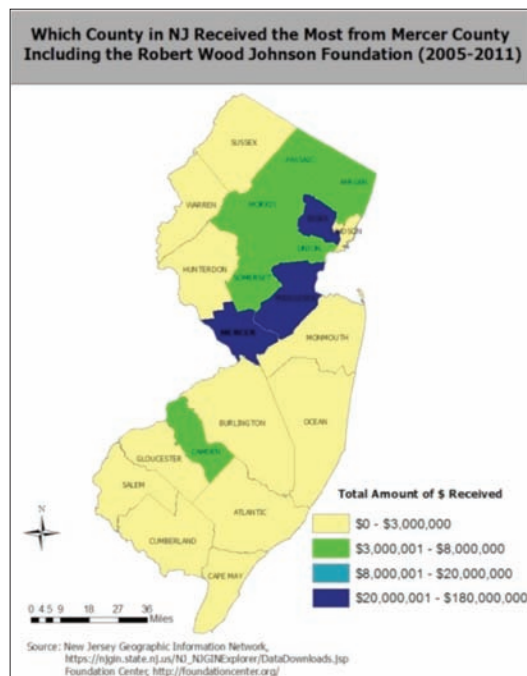 Which County in NJ Received the Most from Mercer County
Including the Robert Wood Johnson Foundation (2005-2011)
SUSSEX
PASSAIC
BERGEN
WARREN
MORRIS
ESSEX
HUDSON
UNION
HUNTERDON
SOMERSET
MIDDLESEX
MERCER
MONMOUTH
OCEAN
BURLINGTON
CAMDEN
GLOUCESTER
SALEM
ATLANTIC
CUMBERLAND
CAPE MAY
N
Total Amount of $ Received
$0 - $3,000,000
$3,000,001 - $8,000,000
$8,000,001 - $20,000,000
$20,000,001 - $180,000,000
0 4.5 9 18 27 36
Miles
Source: New Jersey Geographic Information Network,
https://njgin.state.nj.us/NJ_NJGINExplorer/DataDownloads.jsp
Foundation Center, http://foundationcenter.org/